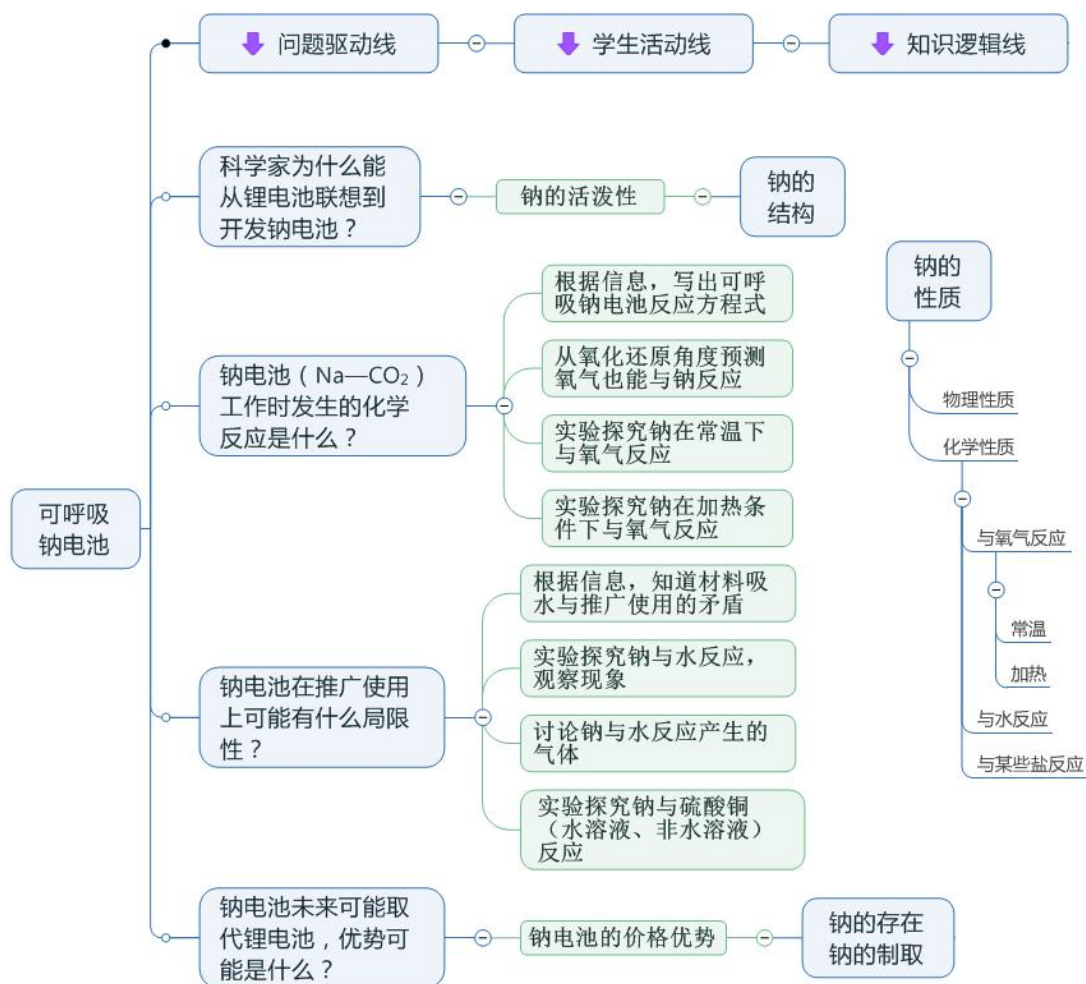 问题驱动线
学生活动线
知识逻辑线
科学家为什么能
从锂电池联想到
开发钠电池？
钠的活泼性
钠的
结构
可呼吸
钠电池
钠电池（Na—CO₂）
工作时发生的化学
反应是什么？
根据信息，写出可呼
吸钠电池反应方程式
从氧化还原角度预测
氧气也能与钠反应
实验探究钠在常温下
与氧气反应
实验探究钠在加热条
件下与氧气反应
钠电池在推广使用
上可能有什么局限
性？
根据信息，知道材料吸
水与推广使用的矛盾
实验探究钠与水反应，
观察现象
讨论钠与水反应产生的
气体
实验探究钠与硫酸铜
（水溶液、非水溶液）
反应
钠的
性质
物理性质
化学性质
与氧气反应
常温
加热
与水反应
与某些盐反应
钠电池未来可能取
代锂电池，优势可
能是什么？
钠电池的价格优势
钠的存在
钠的制取